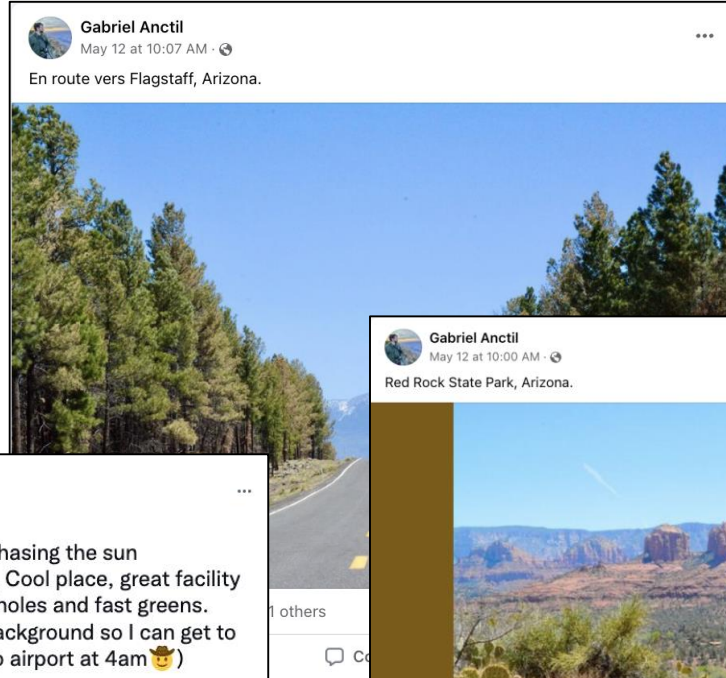 Gabriel Anctil
May 12 at 10:07 AM ·
En route vers Flagstaff, Arizona.
Gabriel Anctil
May 12 at 10:00 AM ·
Red Rock State Park, Arizona.
hasing the sun
Cool place, great facility
holes and fast greens.
ackground so I can get to
airport at 4am🤠)
1 others